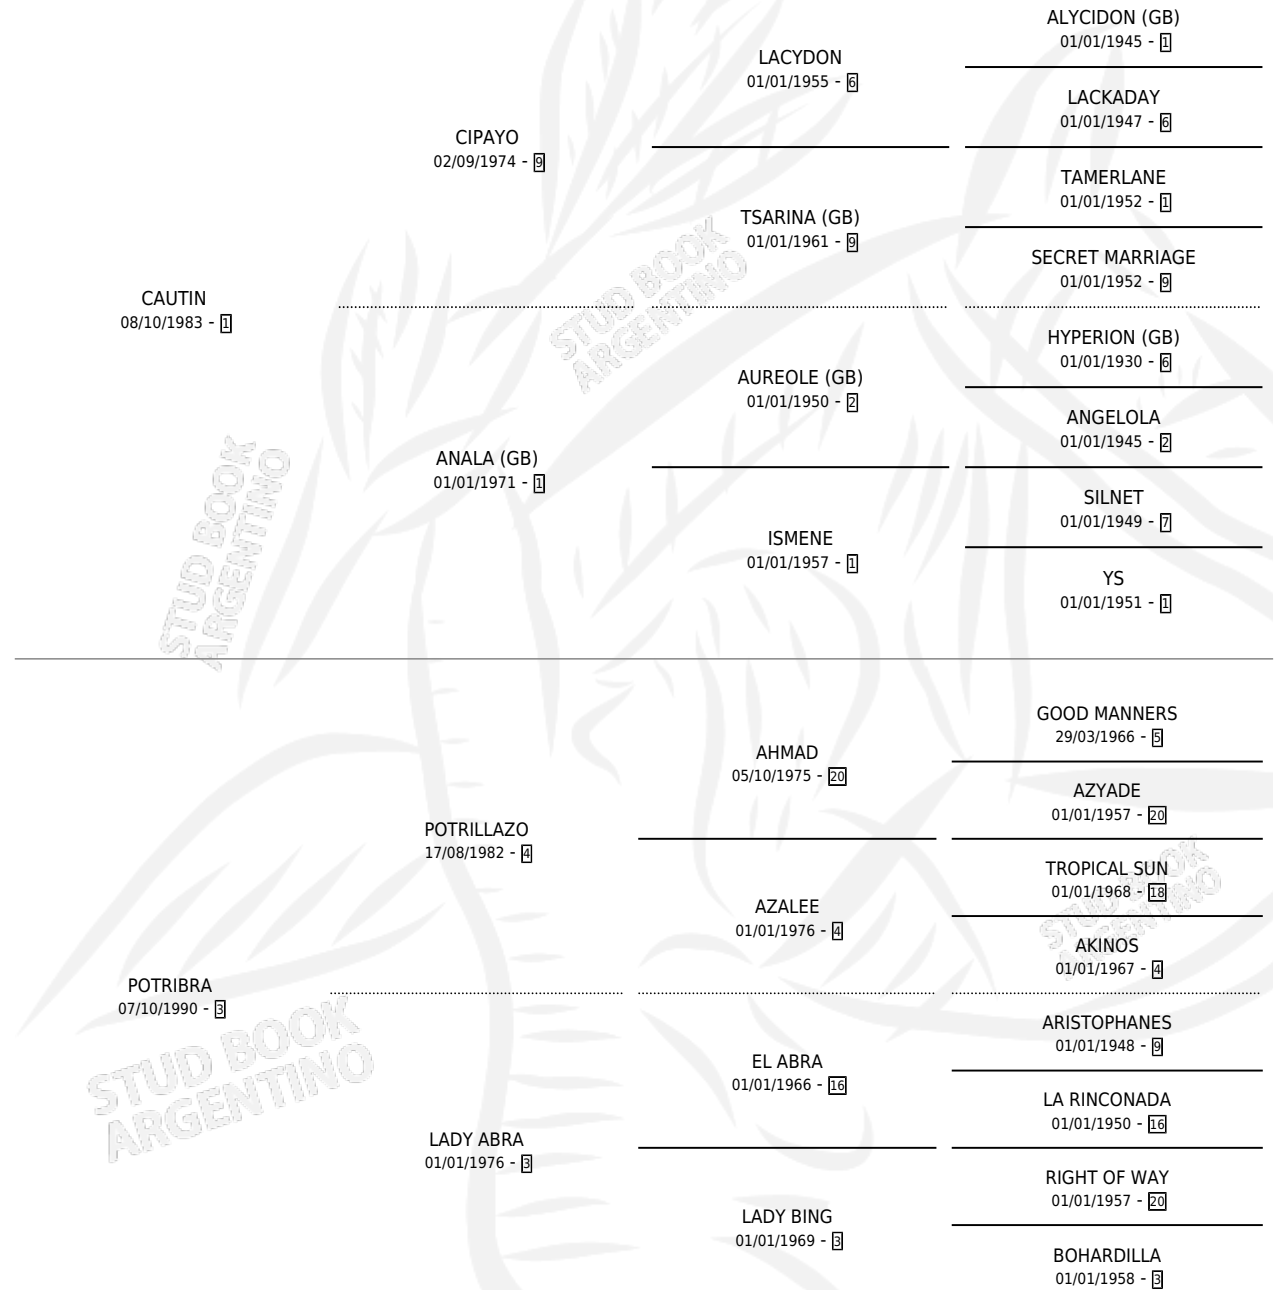 ALYCIDON (GB)
01/01/1945 - 1
LACYDON
01/01/1955 - 6
LACKADAY
01/01/1947 - 6
CIPAYO
02/09/1974 - 9
TAMERLANE
01/01/1952 - 1
TSARINA (GB)
01/01/1961 - 9
SECRET MARRIAGE
01/01/1952 - 9
CAUTIN
08/10/1983 - 1
STUD BOOK
ARGENTINO
HYPERION (GB)
01/01/1930 - 6
AUREOLE (GB)
01/01/1950 - 2
ANGELOLA
01/01/1945 - 2
ANALA (GB)
01/01/1971 - 1
SILNET
01/01/1949 - 7
ISMENE
01/01/1957 - 1
YS
01/01/1951 - 1
STUD BOOK
ARGENTINO
GOOD MANNERS
29/03/1966 - 5
AHMAD
05/10/1975 - 20
AZYADE
01/01/1957 - 20
POTRILLAZO
17/08/1982 - 4
TROPICAL SUN
01/01/1968 - 18
AZALEE
01/01/1976 - 4
AKINOS
01/01/1967 - 4
STUD BOOK
ARGENTINO
POTRIBRA
07/10/1990 - 3
ARISTOPHANES
01/01/1948 - 9
EL ABRA
01/01/1966 - 16
LA RINCONADA
01/01/1950 - 16
STUD BOOK
ARGENTINO
LADY ABRA
01/01/1976 - 3
RIGHT OF WAY
01/01/1957 - 20
LADY BING
01/01/1969 - 3
BOHARDILLA
01/01/1958 - 3